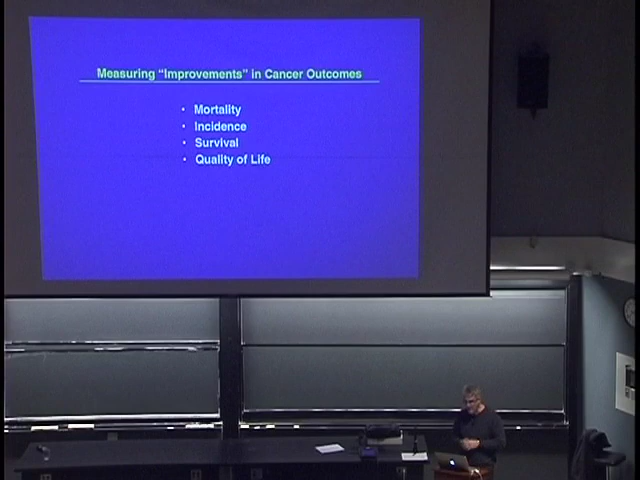 Measuring “Improvements” in Cancer Outcomes
• Mortality
• Incidence
• Survival
• Quality of Life